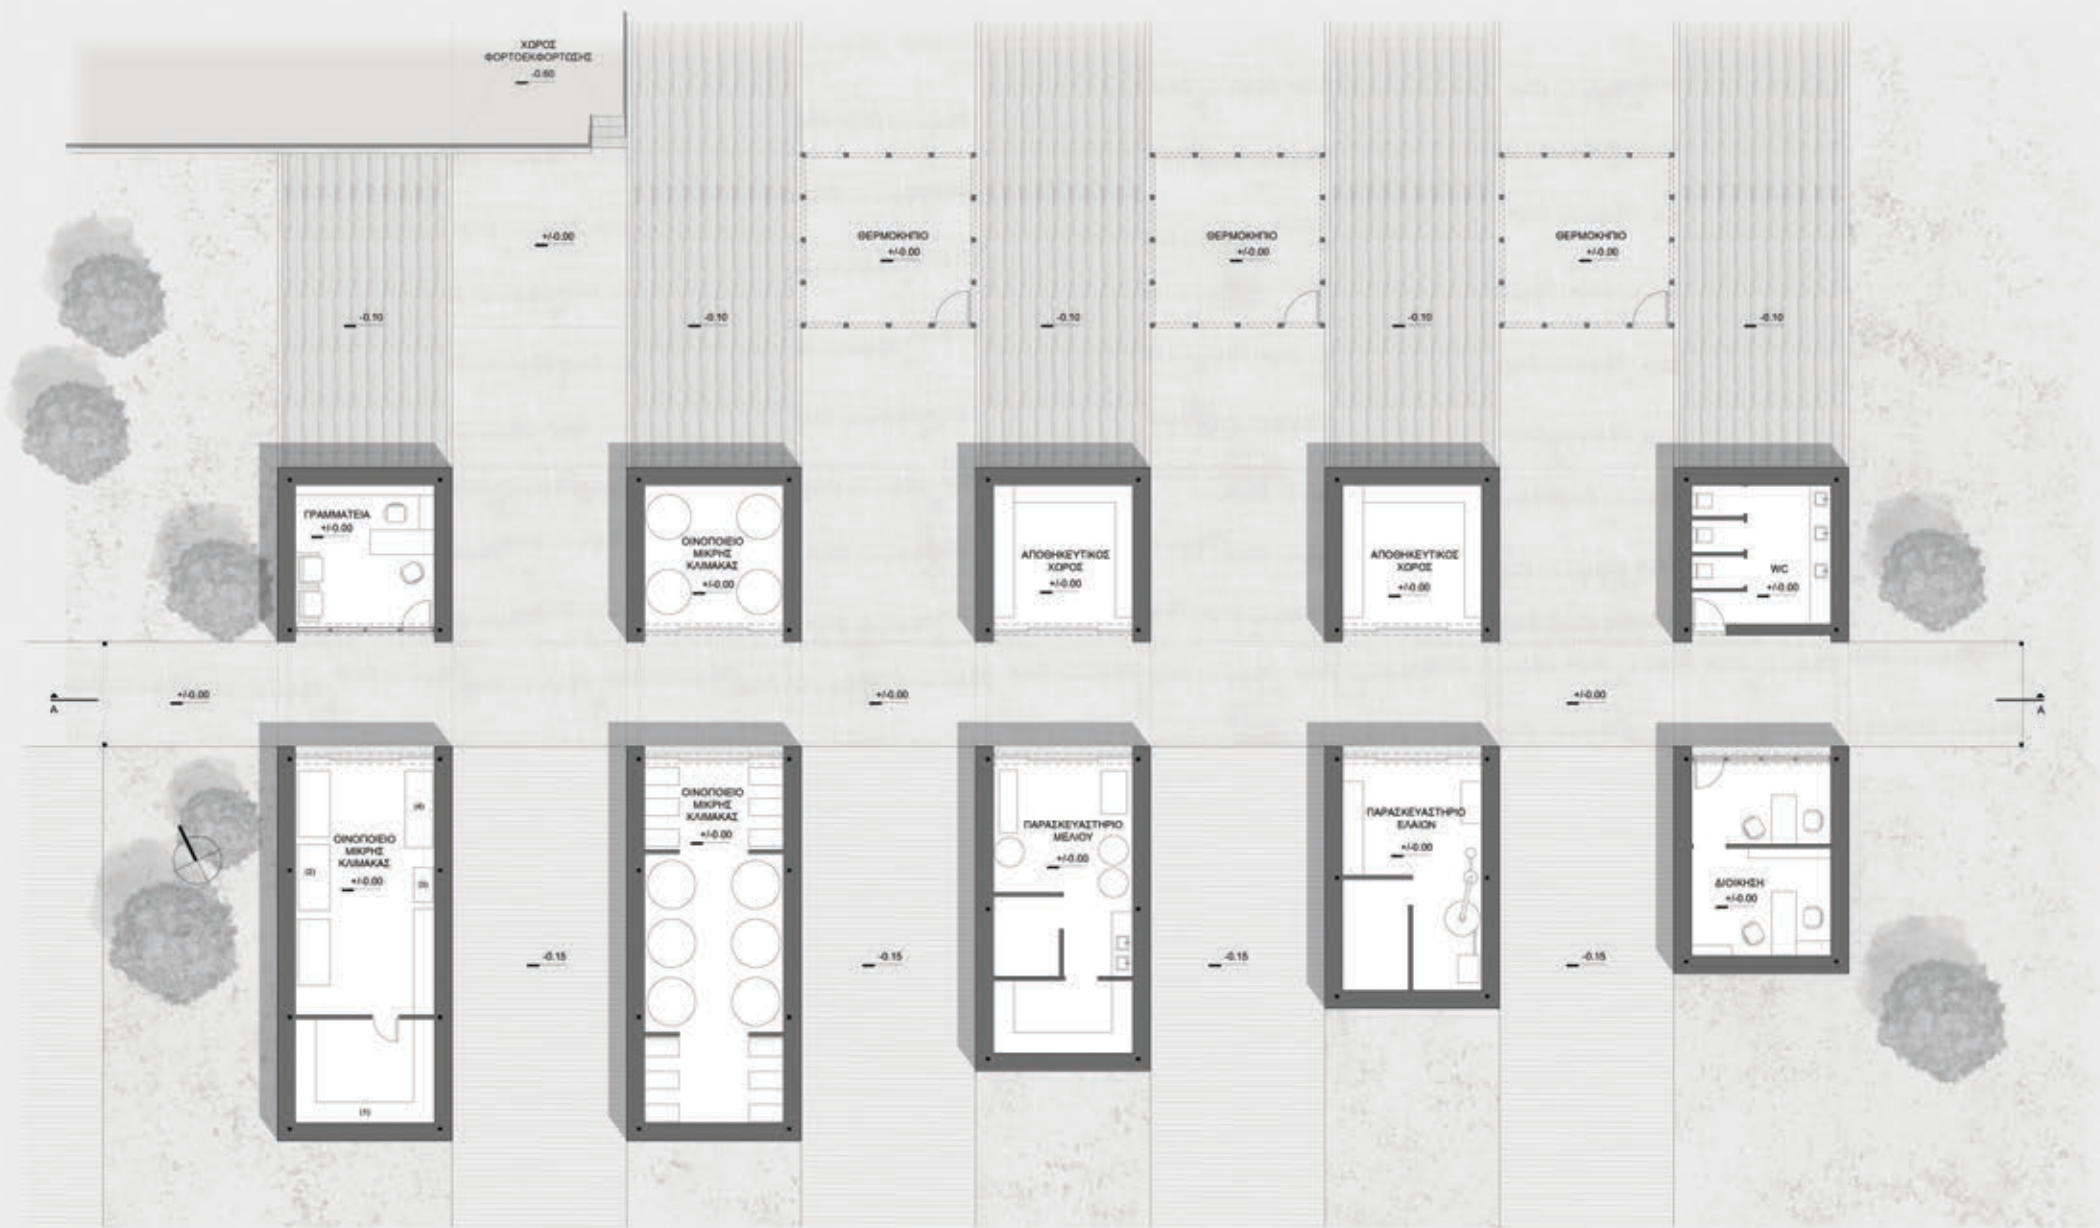 ΧΩΡΟΣ
ΦΟΡΤΟΕΚΦΟΡΤΩΣΗΣ
-0.60
+/-0.00
ΘΕΡΜΟΚΗΠΙΟ
+/-0.00
ΘΕΡΜΟΚΗΠΙΟ
+/-0.00
ΘΕΡΜΟΚΗΠΙΟ
+/-0.00
-0.10
-0.10
-0.10
-0.10
-0.10
ΓΡΑΜΜΑΤΕΙΑ
+/-0.00
ΟΙΝΟΠΟΙΕΙΟ
ΜΙΚΡΗΣ
ΚΛΙΜΑΚΑΣ
+/-0.00
ΑΠΟΘΗΚΕΥΤΙΚΟΣ
ΧΩΡΟΣ
+/-0.00
ΑΠΟΘΗΚΕΥΤΙΚΟΣ
ΧΩΡΟΣ
+/-0.00
WC
+/-0.00
A
+/-0.00
+/-0.00
+/-0.00
A
(4)
ΟΙΝΟΠΟΙΕΙΟ
ΜΙΚΡΗΣ
ΚΛΙΜΑΚΑΣ
+/-0.00
(2)
(3)
(1)
ΟΙΝΟΠΟΙΕΙΟ
ΜΙΚΡΗΣ
ΚΛΙΜΑΚΑΣ
+/-0.00
ΠΑΡΑΣΚΕΥΑΣΤΗΡΙΟ
ΜΕΛΙΟΥ
+/-0.00
ΠΑΡΑΣΚΕΥΑΣΤΗΡΙΟ
ΕΛΑΙΩΝ
+/-0.00
ΔΙΟΙΚΗΣΗ
+/-0.00
-0.15
-0.15
-0.15
-0.15